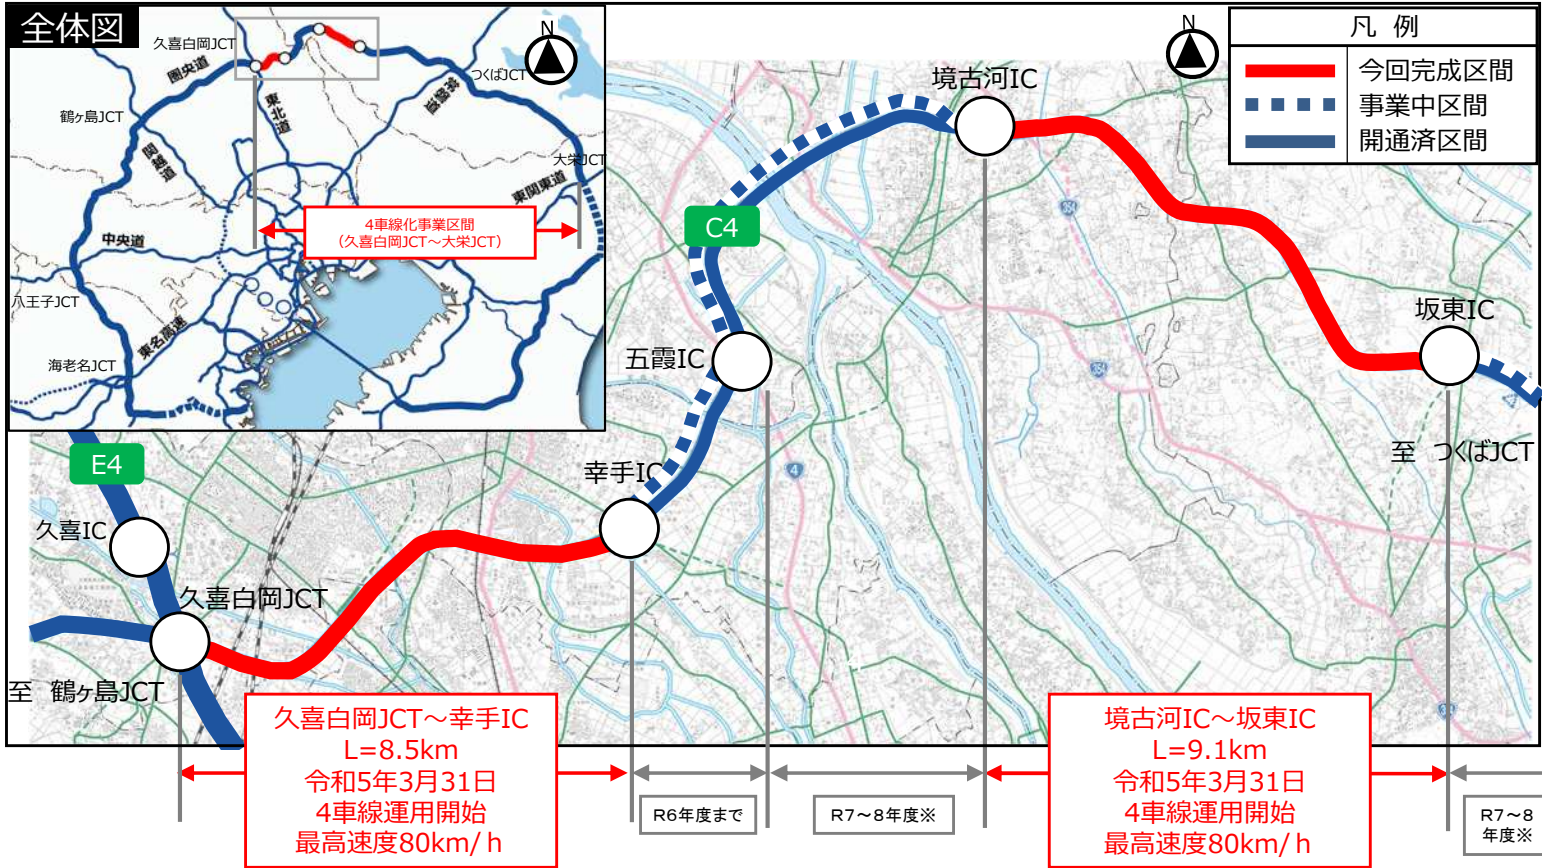 全体図
久喜白岡JCT
圏央道
つくばJCT
常磐道
東北道
鶴ヶ島JCT
関越道
大栄JCT
東関東道
4車線化事業区間
（久喜白岡JCT～大栄JCT）
中央道
八王子JCT
東名高速
海老名JCT
N
N
凡 例
今回完成区間
事業中区間
開通済区間
境古河IC
354
C4
坂東IC
五霞IC
354
至 つくばJCT
E4
幸手IC
4
久喜IC
久喜白岡JCT
至 鶴ヶ島JCT
久喜白岡JCT～幸手IC
L=8.5km
令和5年3月31日
4車線運用開始
最高速度80km/h
R6年度まで
R7～8年度※
境古河IC～坂東IC
L=9.1km
令和5年3月31日
4車線運用開始
最高速度80km/h
R7～8
年度※